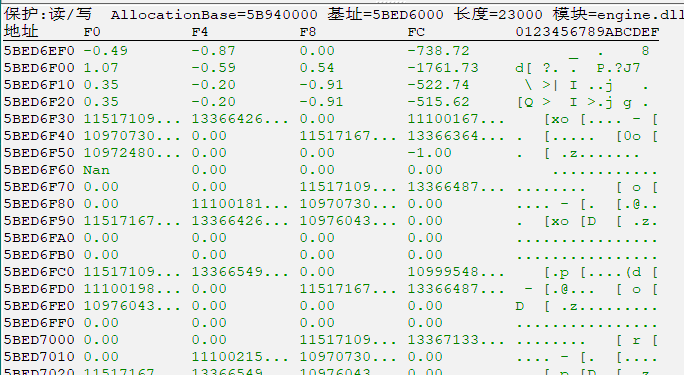 保护:读/写 AllocationBase=5B940000 基址=5BED6000 长度=23000 模块=engine.dll
地址 F0 F4 F8 FC 0123456789ABCDEF
5BED6EF0 -0.49 -0.87 0.00 -738.72 _ . 8
5BED6F00 1.07 -0.59 0.54 -1761.73 d[ ?. . P.?J7
5BED6F10 0.35 -0.20 -0.91 -522.74 \ >| I ..j .
5BED6F20 0.35 -0.20 -0.91 -515.62 [Q > I >.j g .
5BED6F30 11517109... 13366426... 0.00 11100167... [xo [.... - [
5BED6F40 10970730... 0.00 11517167... 13366364... . [..... [0o [
5BED6F50 10972480... 0.00 0.00 -1.00 . [ .z.......
5BED6F60 Nan 0.00 0.00 0.00 ............
5BED6F70 0.00 0.00 11517109... 13366487... ........ [ o [
5BED6F80 0.00 11100181... 10970730... 0.00 .... - [. [.@..
5BED6F90 11517167... 13366426... 10976043... 0.00 . [xo [D [ .z.
5BED6FA0 0.00 0.00 0.00 0.00 ................
5BED6FB0 0.00 0.00 0.00 0.00 ................
5BED6FC0 11517109... 13366549... 0.00 10999548... [.p [....(d [
5BED6FD0 11100198... 0.00 11517167... 13366487... - [.@... [ o [
5BED6FE0 10976043... 0.00 0.00 0.00 D [ .z.........
5BED6FF0 0.00 0.00 0.00 0.00 ................
5BED7000 0.00 0.00 11517109... 13367133... ........ [ r [
5BED7010 0.00 11100215... 10970730... 0.00 .... - [. [....
5BED7020 11517167... 13366549... 10976043... 0.00 . [.p [D [ .z.